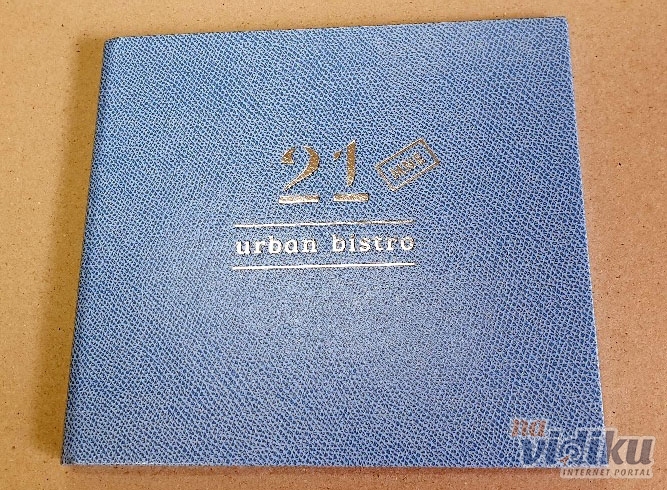 21
urban bistro
na
vidiku
INTERNET PORTAL